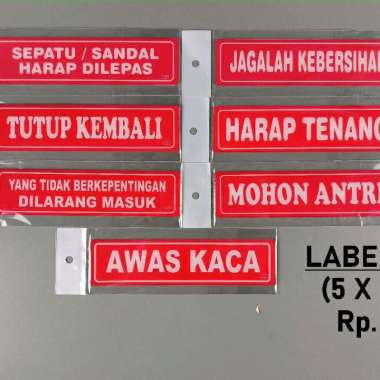 SEPATU / SANDAL
HARAP DILEPAS
JAGALAH KEBERSIHA
TUTUP KEMBALI
HARAP TENANG
YANG TIDAK BERKEPENTINGAN
DILARANG MASUK
MOHON ANTRI
AWAS KACA
LABE
(5 X
Rp.